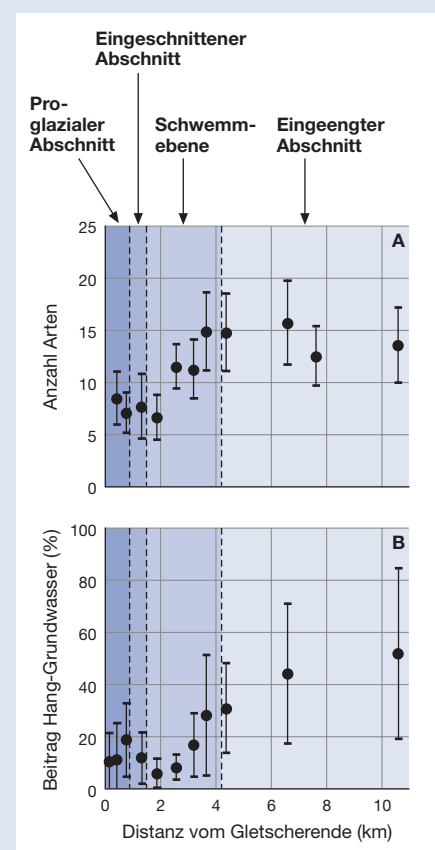 Eingeschnittener
Abschnitt
Pro-
glazialer
Abschnitt
Schwemm-
ebene
Eingeengter
Abschnitt
A
25
20
15
10
5
0
Anzahl Arten
B
100
80
60
40
20
0
Beitrag Hang-Grundwasser (%)
0 2 4 6 8 10
Distanz vom Gletscherende (km)